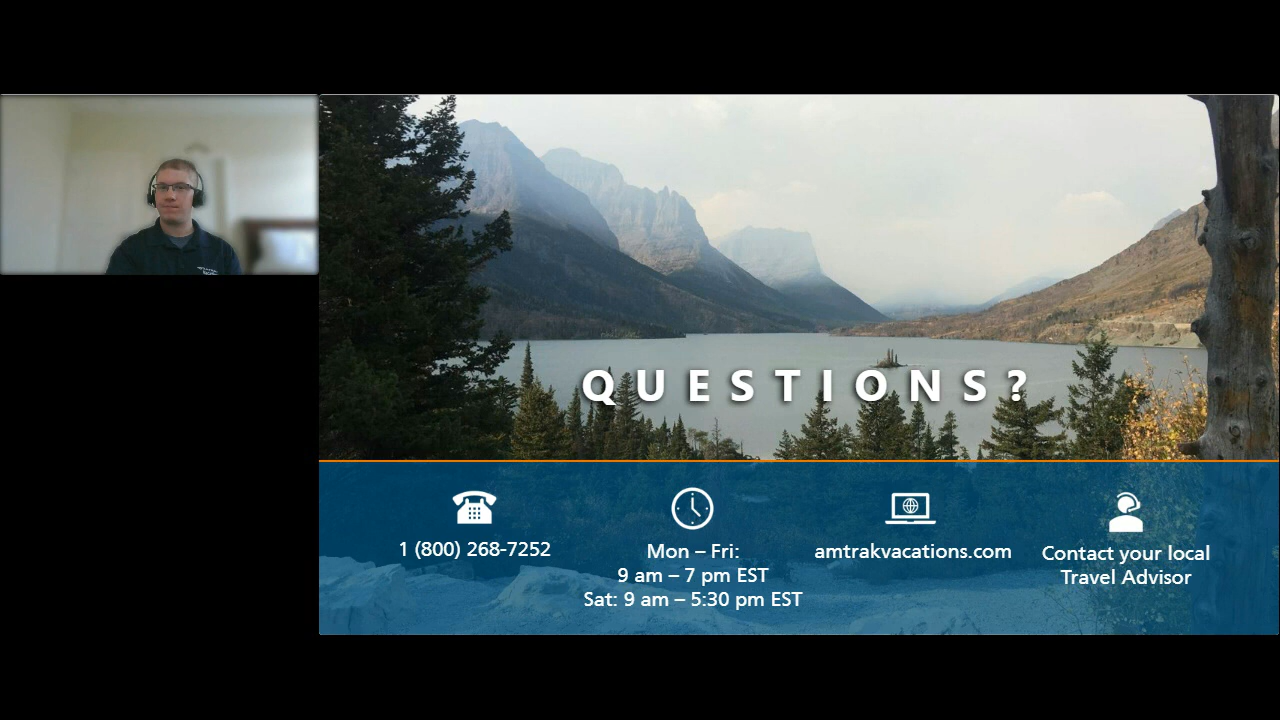 QUESTIONS?
1 (800) 268-7252
Mon – Fri:
9 am – 7 pm EST
Sat: 9 am – 5:30 pm EST
amtrakvacations.com
Contact your local
Travel Advisor